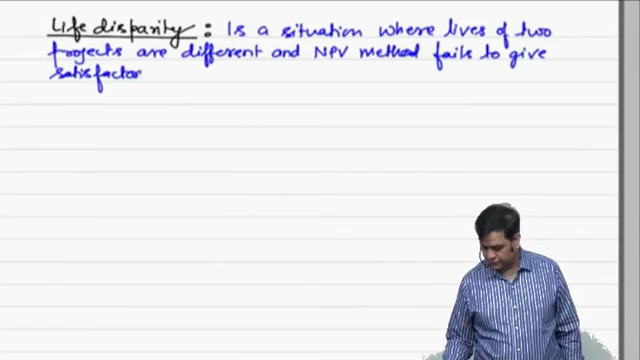 Life disparity : Is a situation where lives of two
projects are different and NPV method fails to give
satisfactor